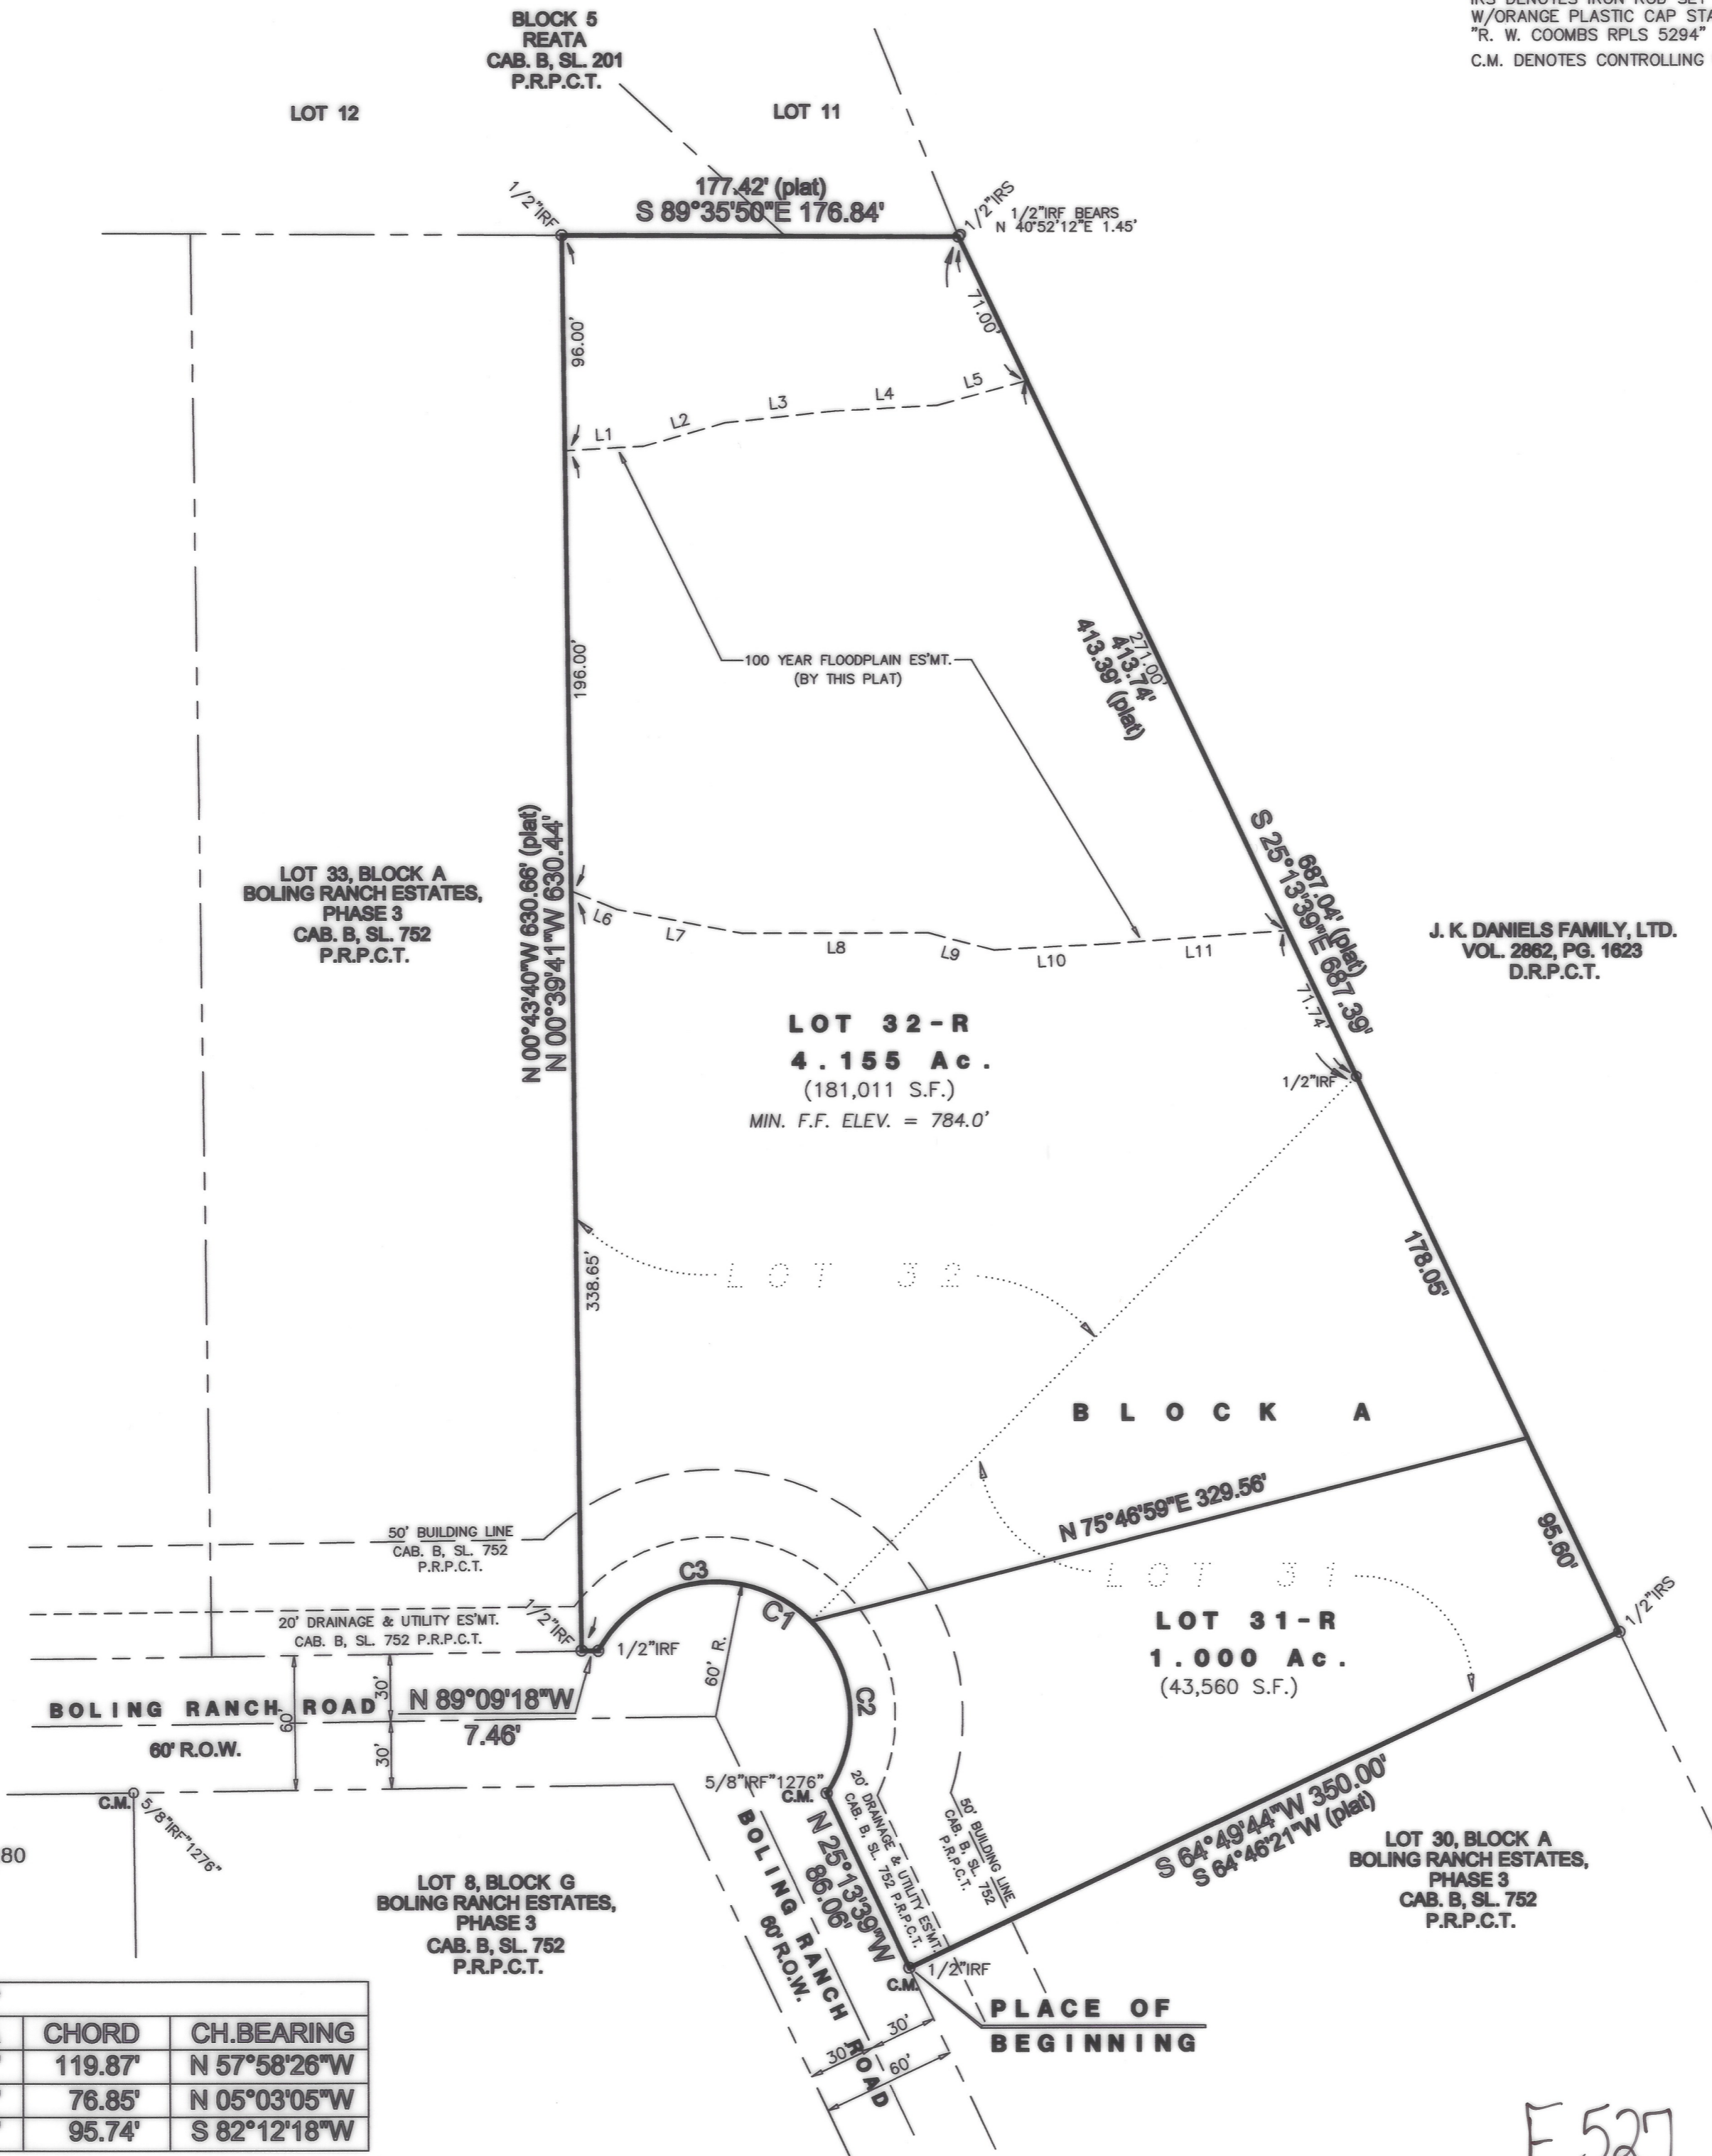 IRS DENOTES IRON ROD SET
W/ORANGE PLASTIC CAP
"R. W. COOMBS RPLS 5294"
C.M. DENOTES CONTROLLING
BLOCK 5
REATA
CAB. B, SL. 201
P.R.P.C.T.
LOT 12
LOT 11
177.42' (plat)
S 89°35'50"E 176.84'
1/2"IRF
1/2"IRS
1/2"IRF BEARS
N 40°52'12"E 1.45'
96.00'
71.00'
L1
L2
L3
L4
L5
196.00'
100 YEAR FLOODPLAIN ES'MT.
(BY THIS PLAT)
271.00'
413.74'
413.39' (plat)
N 00°43'40"W 630.66' (plat)
N 00°39'41"W 630.44'
687.04' (plat)
S 25°13'39"E 687.39'
LOT 33, BLOCK A
BOLING RANCH ESTATES,
PHASE 3
CAB. B, SL. 752
P.R.P.C.T.
L6
L7
L8
L9
L10
L11
J. K. DANIELS FAMILY, LTD.
VOL. 2862, PG. 1623
D.R.P.C.T.
71.74'
LOT 32-R
4.155 Ac.
(181,011 S.F.)
MIN. F.F. ELEV. = 784.0'
1/2"IRF
338.65'
LOT 32
178.05'
BLOCK A
N 75°46'59"E 329.56'
95.60'
50' BUILDING LINE
CAB. B, SL. 752
P.R.P.C.T.
LOT 31
LOT 31-R
1.000 Ac.
(43,560 S.F.)
1/2"IRS
C3
C1
C2
60' R.
20' DRAINAGE & UTILITY ES'MT.
CAB. B, SL. 752 P.R.P.C.T.
1/2"IRF
1/2"IRF
BOLING RANCH ROAD
60' R.O.W.
60'
30'
30'
N 89°09'18"W
7.46'
5/8"IRF"1276"
C.M.
C.M.
5/8"IRF"1276"
20' DRAINAGE & UTILITY ES'MT.
CAB. B, SL. 752 P.R.P.C.T.
50' BUILDING LINE
CAB. B, SL. 752
P.R.P.C.T.
N 25°13'39"W
86.06'
BOLING RANCH ROAD
60' R.O.W.
S 64°49'44"W 350.00'
S 64°46'21"W (plat)
LOT 30, BLOCK A
BOLING RANCH ESTATES,
PHASE 3
CAB. B, SL. 752
P.R.P.C.T.
80
LOT 8, BLOCK G
BOLING RANCH ESTATES,
PHASE 3
CAB. B, SL. 752
P.R.P.C.T.
1/2"IRF
C.M.
PLACE OF
BEGINNING
30'
30'
60'
CHORD CH.BEARING
119.87' N 57°58'26"W
76.85' N 05°03'05"W
95.74' S 82°12'18"W